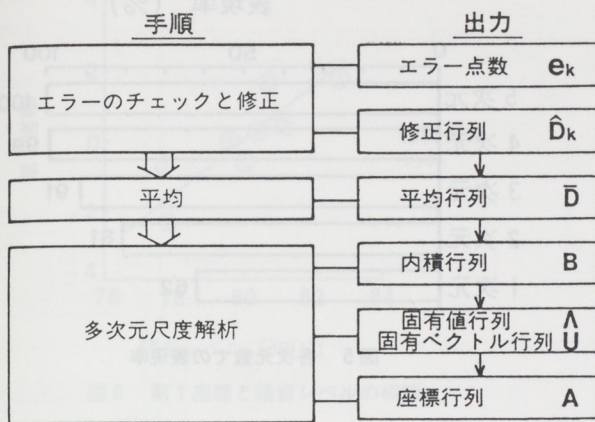 手順
出力
エラーのチェックと修正
エラー点数 eₖ
修正行列 D̂ₖ
平均
平均行列 D̄
多次元尺度解析
内積行列 B
固有値行列 Λ
固有ベクトル行列 U
座標行列 A